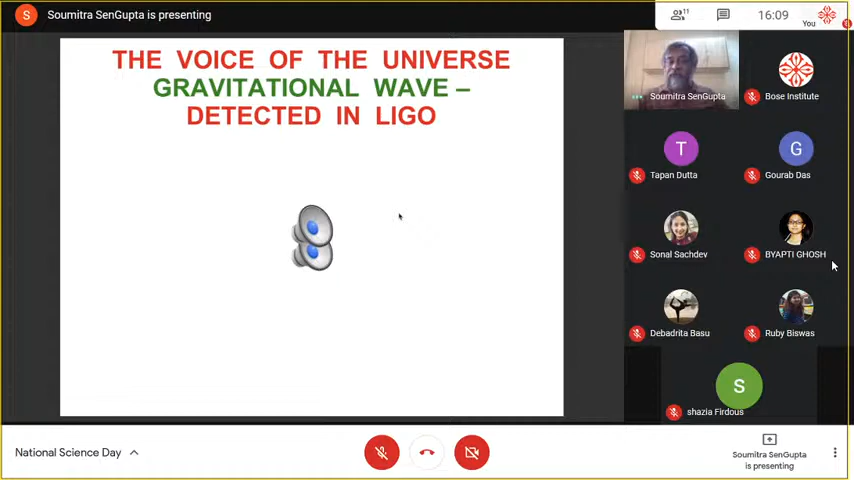 Soumitra SenGupta is presenting
S
11
16:09
You
THE VOICE OF THE UNIVERSE
GRAVITATIONAL WAVE –
DETECTED IN LIGO
Soumitra SenGupta
Bose Institute
T
Tapan Dutta
G
Gourab Das
Sonal Sachdev
BYAPTI GHOSH
Debadrita Basu
Ruby Biswas
S
shazia Firdous
National Science Day
Soumitra SenGupta
is presenting